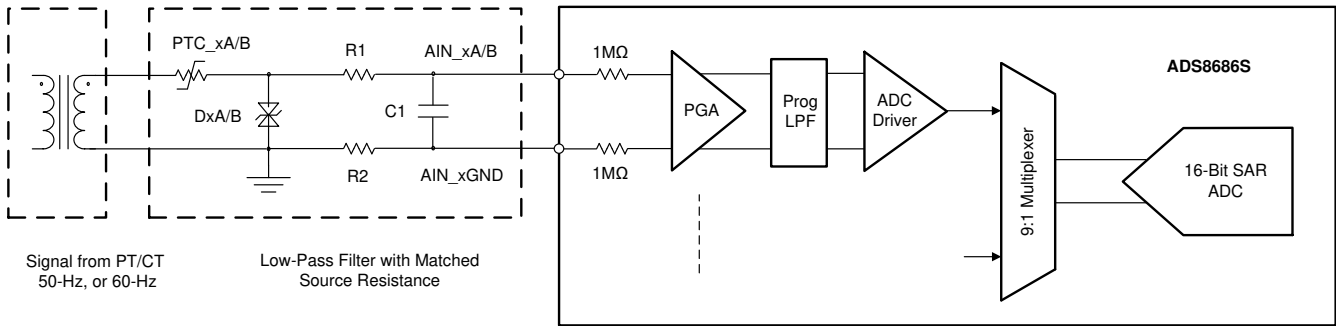 PTC_xA/B
R1
AIN_xA/B
DxA/B
C1
R2
AIN_xGND
1MΩ
1MΩ
PGA
Prog
LPF
ADC
Driver
9:1 Multiplexer
ADS8686S
16-Bit SAR
ADC
Signal from PT/CT
50-Hz, or 60-Hz
Low-Pass Filter with Matched
Source Resistance